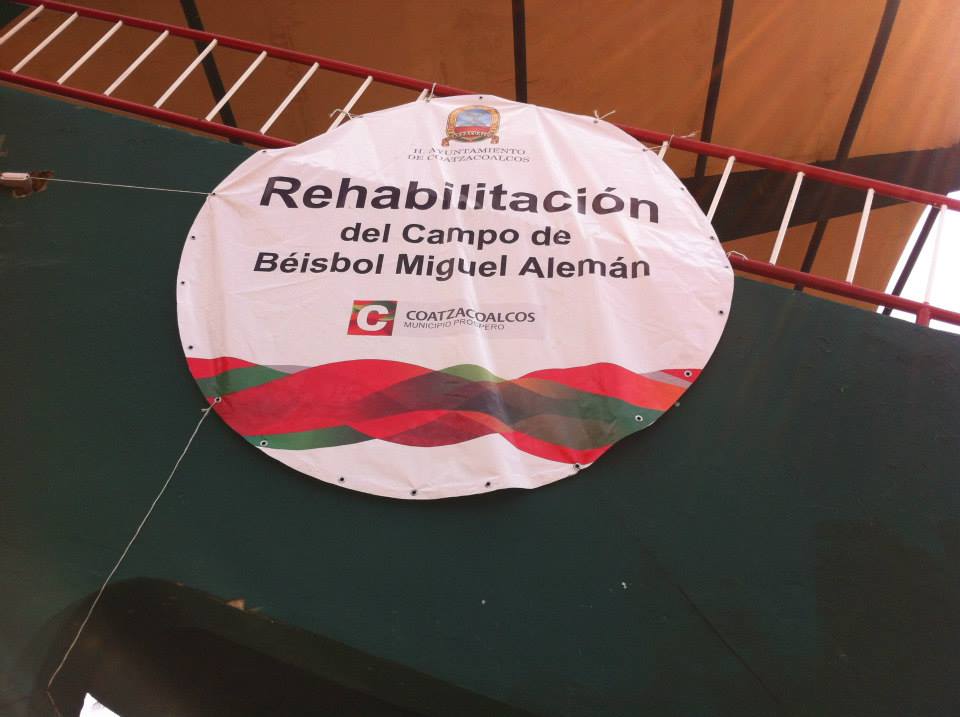 H. AYUNTAMIENTO
DE COATZACOALCOS
Rehabilitación
del Campo de
Béisbol Miguel Alemán
C COATZACOALCOS
MUNICIPIO PRÓSPERO